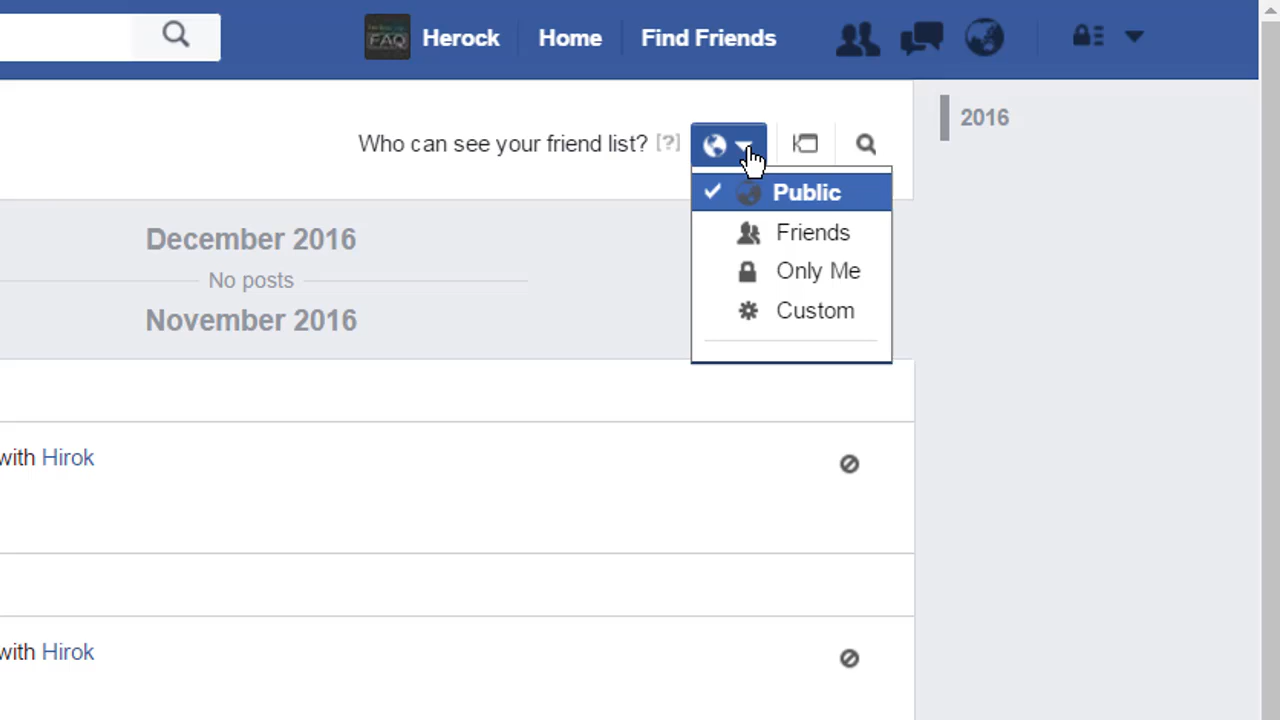 FAQ
Herock
Home
Find Friends
2016
Who can see your friend list? [?]
Public
Friends
Only Me
Custom
December 2016
No posts
November 2016
with Hirok
with Hirok